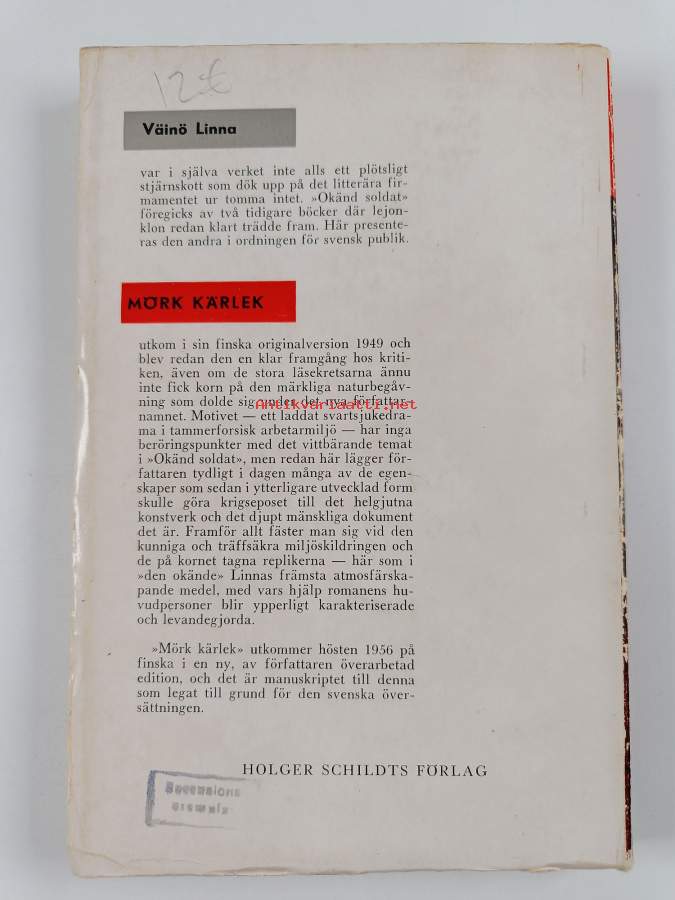 12€
Väinö Linna
var i själva verket inte alls ett plötsligt
stjärnskott som dök upp på det litterära fir-
mamentet ur tomma intet. »Okänd soldat»
föregicks av två tidigare böcker där lejon-
klon redan klart trädde fram. Här presente-
ras den andra i ordningen för svensk publik.
MÖRK KÄRLEK
utkom i sin finska originalversion 1949 och
blev redan den en klar framgång hos kriti-
ken, även om de stora läsekretsarna ännu
inte fick korn på den märkliga naturbegåv-
ning som dolde sig under det nya författar-
Antikvariaatti.net
namnet. Motivet — ett laddat svartsjukedra-
ma i tammerforsisk arbetarmiljö — har inga
beröringspunkter med det vittbärande temat
i »Okänd soldat», men redan här lägger för-
fattaren tydligt i dagen många av de egen-
skaper som sedan i ytterligare utvecklad form
skulle göra krigseposet till det helgjutna
konstverk och det djupt mänskliga dokument
det är. Framför allt fäster man sig vid den
kunniga och träffsäkra miljöskildringen och
de på kornet tagna replikerna — här som i
»den okände» Linnas främsta atmosfärska-
pande medel, med vars hjälp romanens hu-
vudpersoner blir ypperligt karakteriserade
och levandegjorda.
»Mörk kärlek» utkommer hösten 1956 på
finska i en ny, av författaren överarbetad
edition, och det är manuskriptet till denna
som legat till grund för den svenska över-
sättningen.
HOLGER SCHILDTS FÖRLAG
Recensions